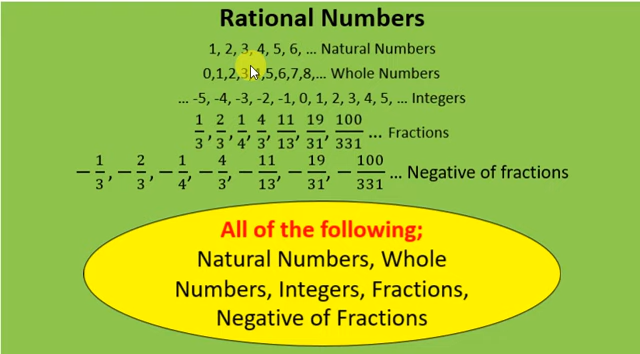 Rational Numbers
1, 2, 3, 4, 5, 6, ... Natural Numbers
0,1,2,3,4,5,6,7,8,... Whole Numbers
... -5, -4, -3, -2, -1, 0, 1, 2, 3, 4, 5, ... Integers
1/3, 2/3, 1/4, 4/3, 11/13, 19/31, 100/331 ... Fractions
−1/3, −2/3, −1/4, −4/3, −11/13, −19/31, −100/331 ... Negative of fractions
All of the following;
Natural Numbers, Whole
Numbers, Integers, Fractions,
Negative of Fractions